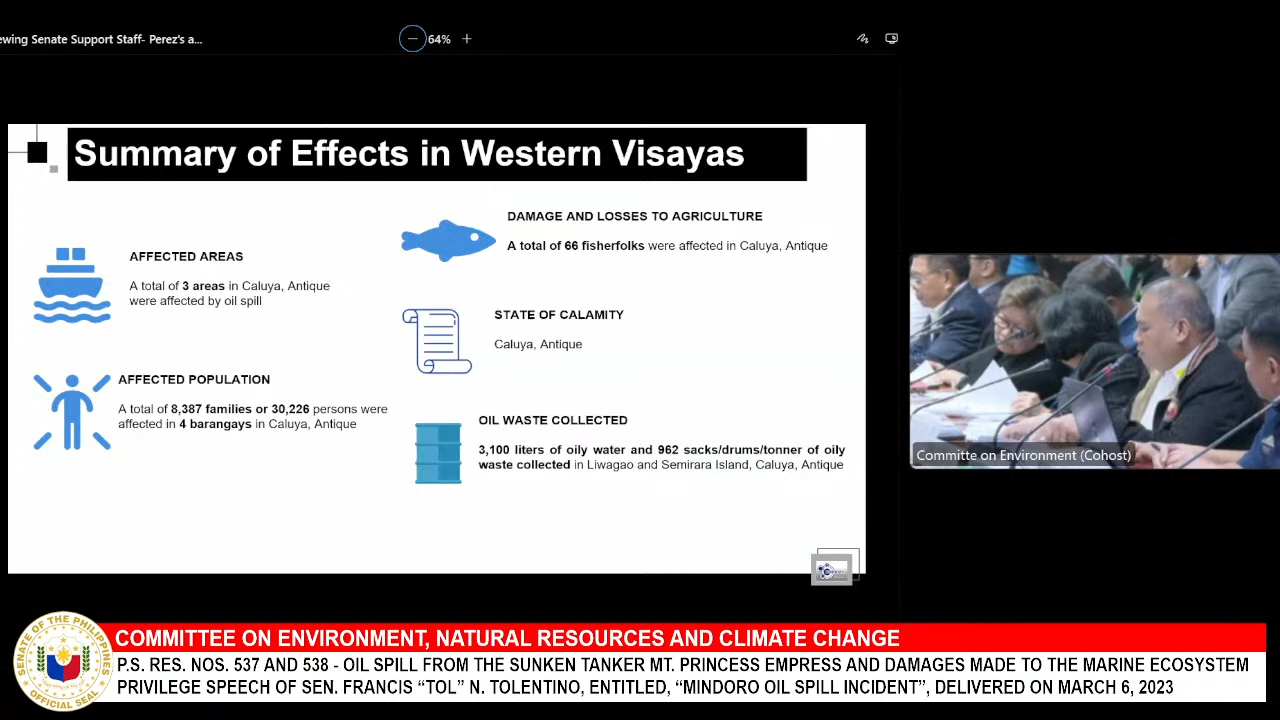 ewing Senate Support Staff- Perez's a...
64%
Summary of Effects in Western Visayas
AFFECTED AREAS
A total of 3 areas in Caluya, Antique
were affected by oil spill
AFFECTED POPULATION
A total of 8,387 families or 30,226 persons were
affected in 4 barangays in Caluya, Antique
DAMAGE AND LOSSES TO AGRICULTURE
A total of 66 fisherfolks were affected in Caluya, Antique
STATE OF CALAMITY
Caluya, Antique
OIL WASTE COLLECTED
3,100 liters of oily water and 962 sacks/drums/tonner of oily
waste collected in Liwagao and Semirara Island, Caluya, Antique
Committe on Environment (Cohost)
SENATE OF THE PHILIPPINES
OFFICIAL SEAL
COMMITTEE ON ENVIRONMENT, NATURAL RESOURCES AND CLIMATE CHANGE
P.S. RES. NOS. 537 AND 538 - OIL SPILL FROM THE SUNKEN TANKER MT. PRINCESS EMPRESS AND DAMAGES MADE TO THE MARINE ECOSYSTEM
PRIVILEGE SPEECH OF SEN. FRANCIS “TOL” N. TOLENTINO, ENTITLED, “MINDORO OIL SPILL INCIDENT”, DELIVERED ON MARCH 6, 2023